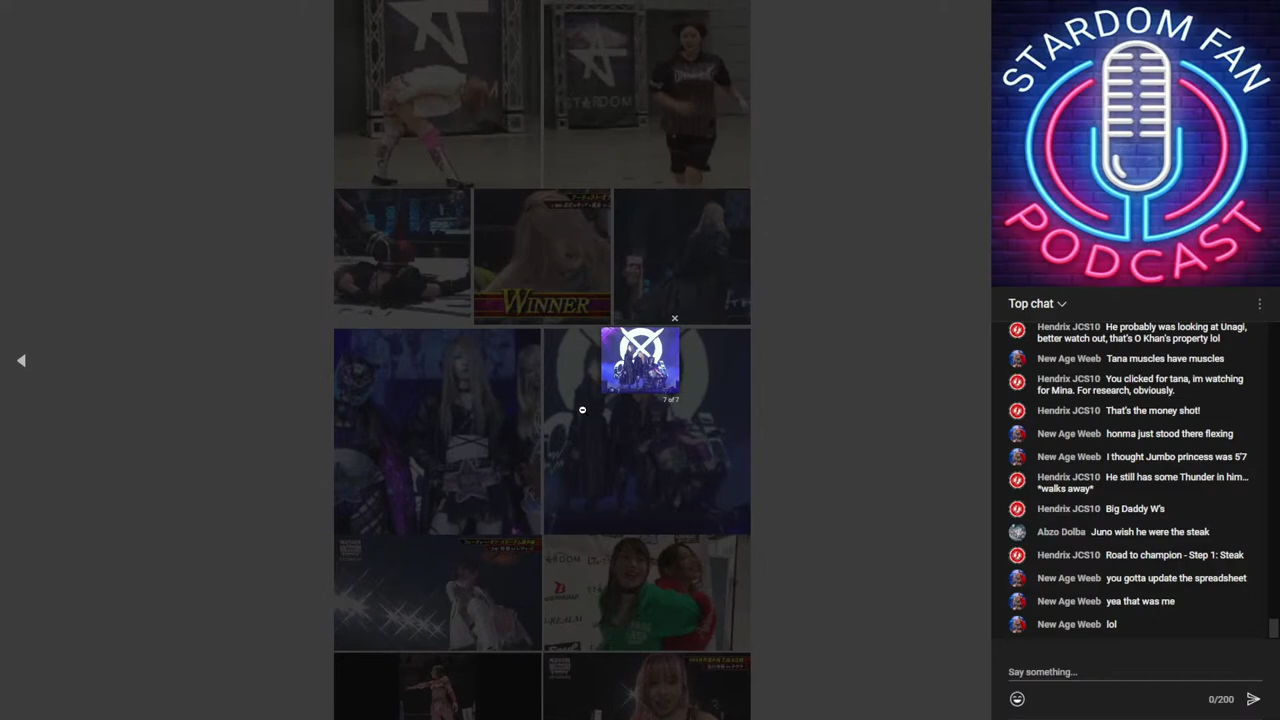 STARDOM
WINNER
7 of 7
STARDOM
STARDOM FAN
PODCAST
Top chat
Hendrix JCS10 He probably was looking at Unagi,
better watch out, that's O Khan's property lol
New Age Weeb Tana muscles have muscles
Hendrix JCS10 You clicked for tana, im watching
for Mina. For research, obviously.
Hendrix JCS10 That's the money shot!
New Age Weeb honma just stood there flexing
New Age Weeb I thought Jumbo princess was 5'7
Hendrix JCS10 He still has some Thunder in him...
*walks away*
Hendrix JCS10 Big Daddy W's
Abzo Dolba Juno wish he were the steak
Hendrix JCS10 Road to champion - Step 1: Steak
New Age Weeb you gotta update the spreadsheet
New Age Weeb yea that was me
New Age Weeb lol
Say something...
0/200